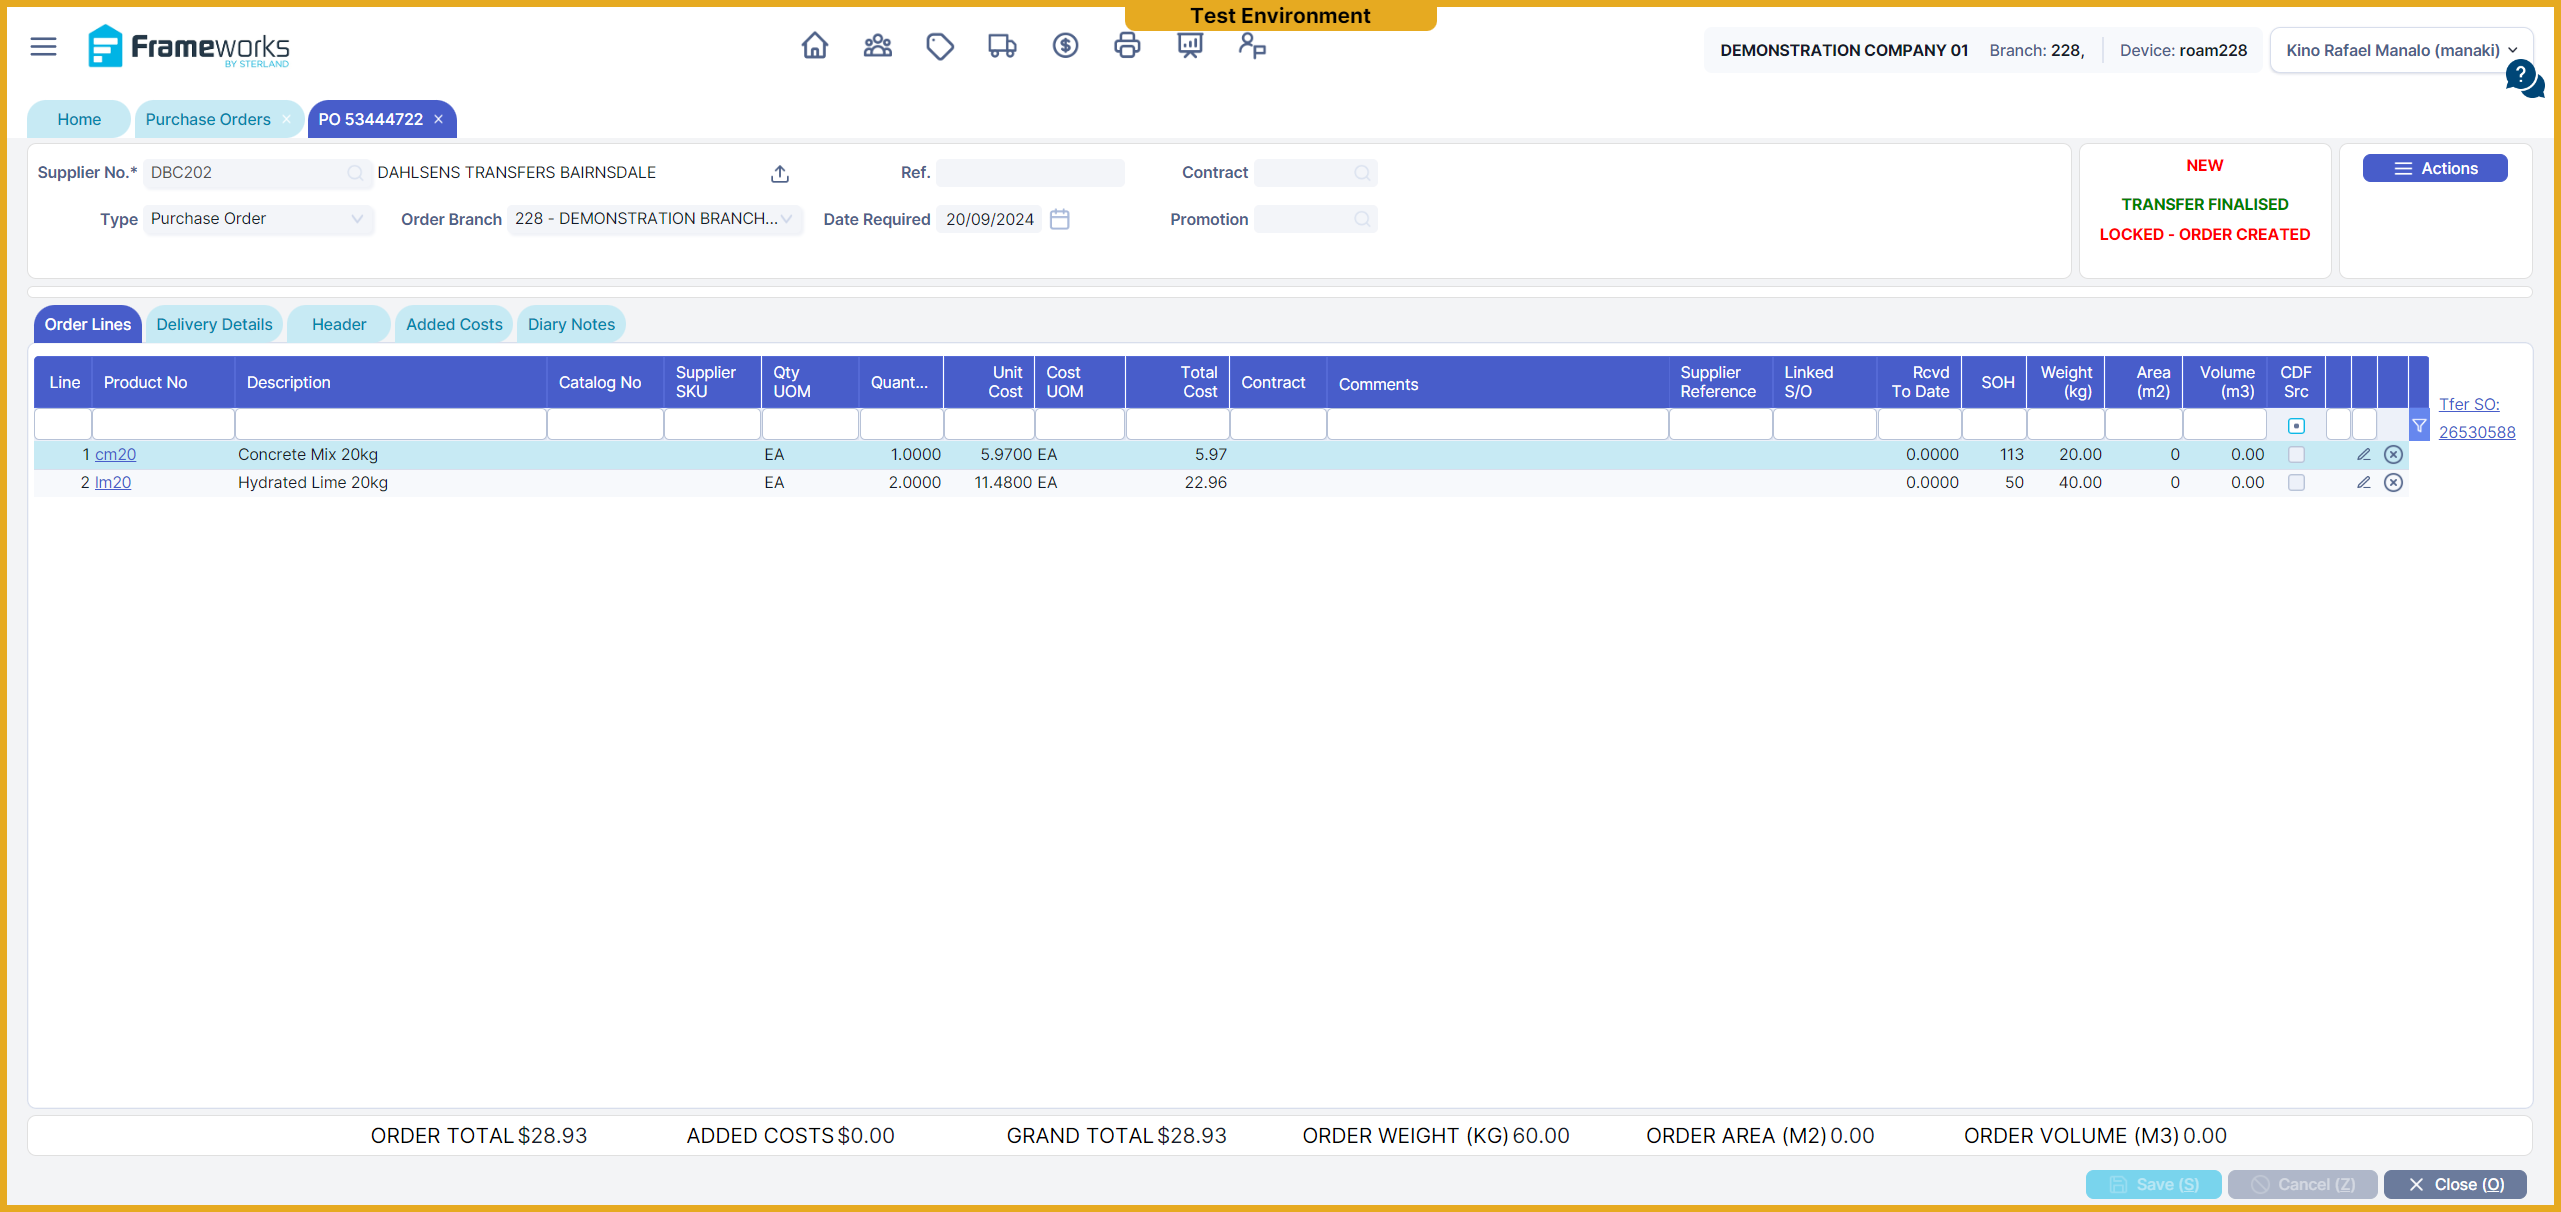 Test Environment
Frameworks
BY STERLAND
DEMONSTRATION COMPANY 01 Branch: 228, Device: roam228 Kino Rafael Manalo (manaki)
?
Home Purchase Orders × PO 53444722 ×
Supplier No.* DBC202 DAHLSENS TRANSFERS BAIRNSDALE Ref. Contract
Type Purchase Order Order Branch 228 - DEMONSTRATION BRANCH... Date Required 20/09/2024 Promotion
NEW
TRANSFER FINALISED
LOCKED - ORDER CREATED
Actions
Order Lines Delivery Details Header Added Costs Diary Notes
Line Product No Description Catalog No Supplier SKU Qty UOM Quant... Unit Cost Cost UOM Total Cost Contract Comments Supplier Reference Linked S/O Rcvd To Date SOH Weight (kg) Area (m2) Volume (m3) CDF Src
Tfer SO:
26530588
1 cm20 Concrete Mix 20kg EA 1.0000 5.9700 EA 5.97 0.0000 113 20.00 0 0.00
2 lm20 Hydrated Lime 20kg EA 2.0000 11.4800 EA 22.96 0.0000 50 40.00 0 0.00
ORDER TOTAL $28.93 ADDED COSTS $0.00 GRAND TOTAL $28.93 ORDER WEIGHT (KG) 60.00 ORDER AREA (M2) 0.00 ORDER VOLUME (M3) 0.00
Save (S) Cancel (Z) Close (O)